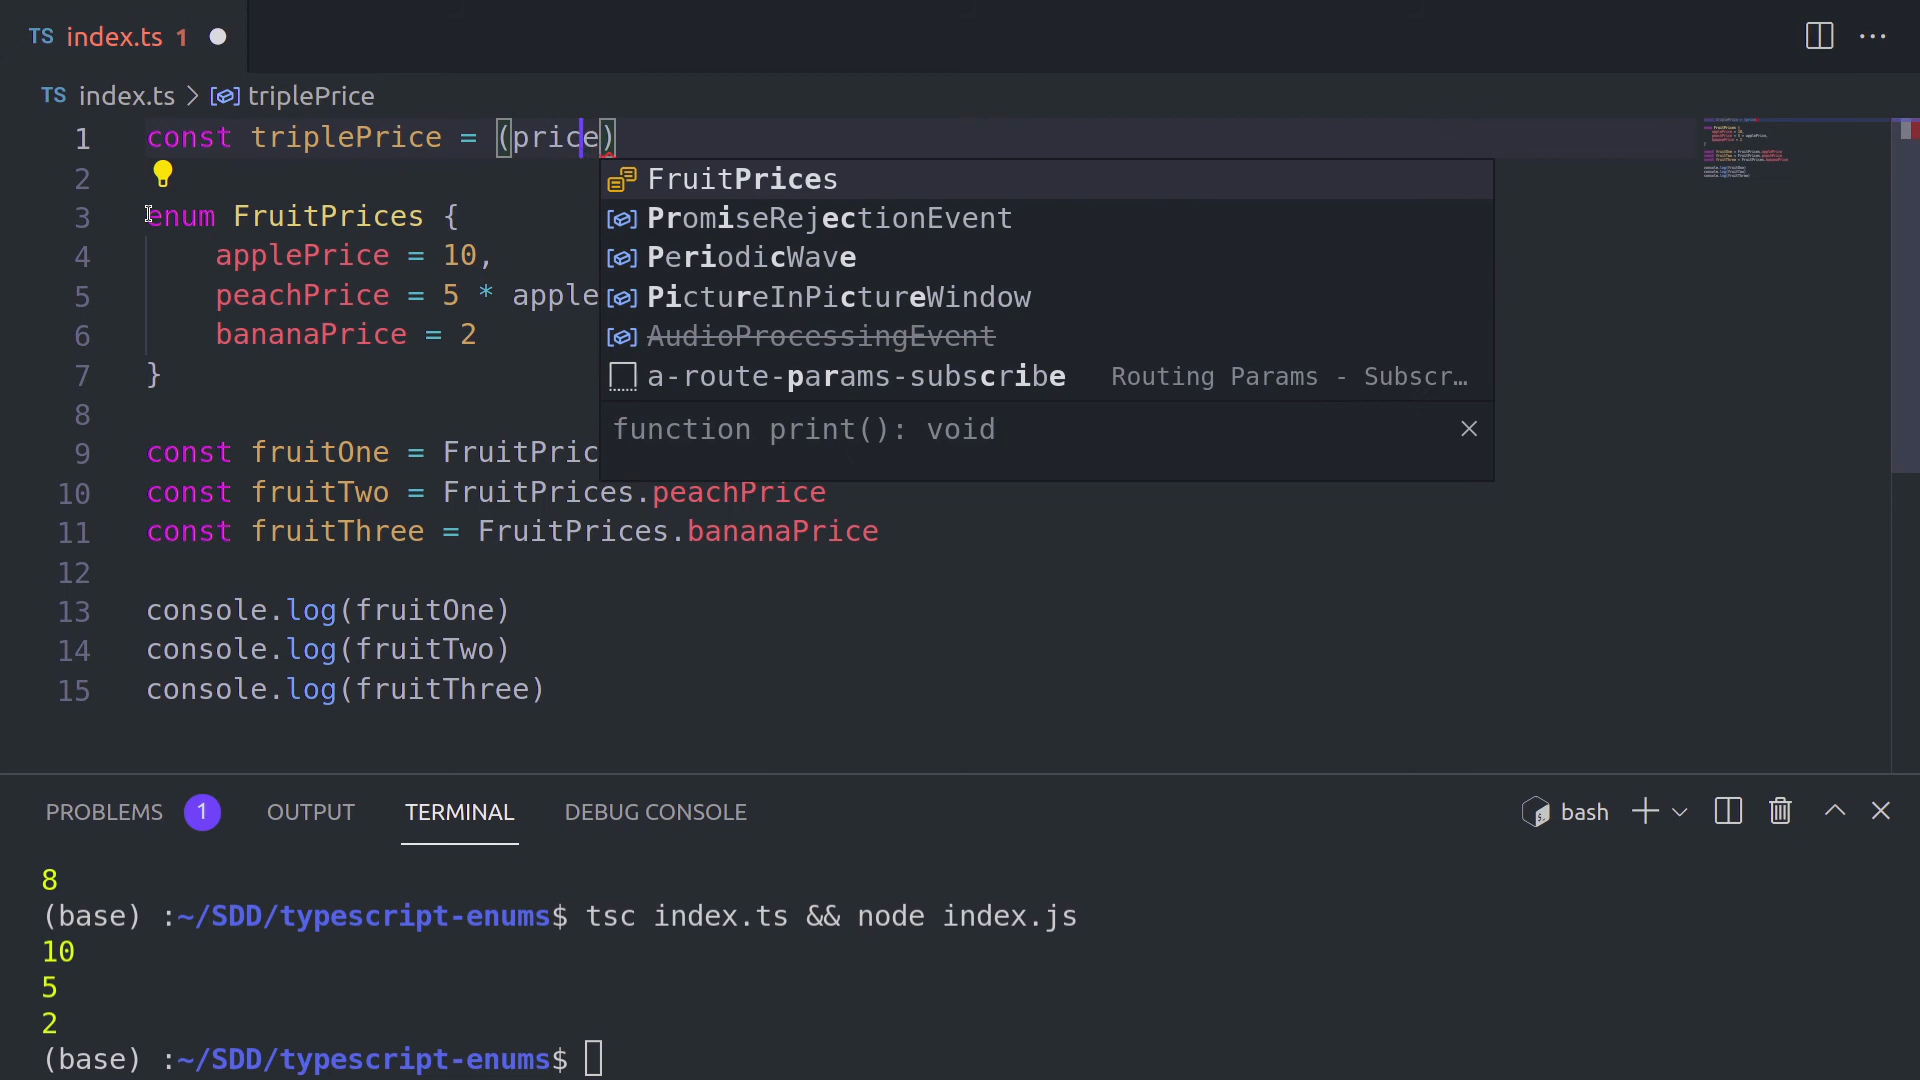 TS index.ts 1
TS index.ts > triplePrice
1 const triplePrice = (price)
2
3 enum FruitPrices {
4 applePrice = 10,
5 peachPrice = 5 * apple
6 bananaPrice = 2
7 }
8
9 const fruitOne = FruitPric
10 const fruitTwo = FruitPrices.peachPrice
11 const fruitThree = FruitPrices.bananaPrice
12
13 console.log(fruitOne)
14 console.log(fruitTwo)
15 console.log(fruitThree)
FruitPrices
PromiseRejectionEvent
PeriodicWave
PictureInPictureWindow
AudioProcessingEvent
a-route-params-subscribe Routing Params - Subscr…
function print(): void
PROBLEMS 1 OUTPUT TERMINAL DEBUG CONSOLE bash
8
(base) :~/SDD/typescript-enums$ tsc index.ts && node index.js
10
5
2
(base) :~/SDD/typescript-enums$